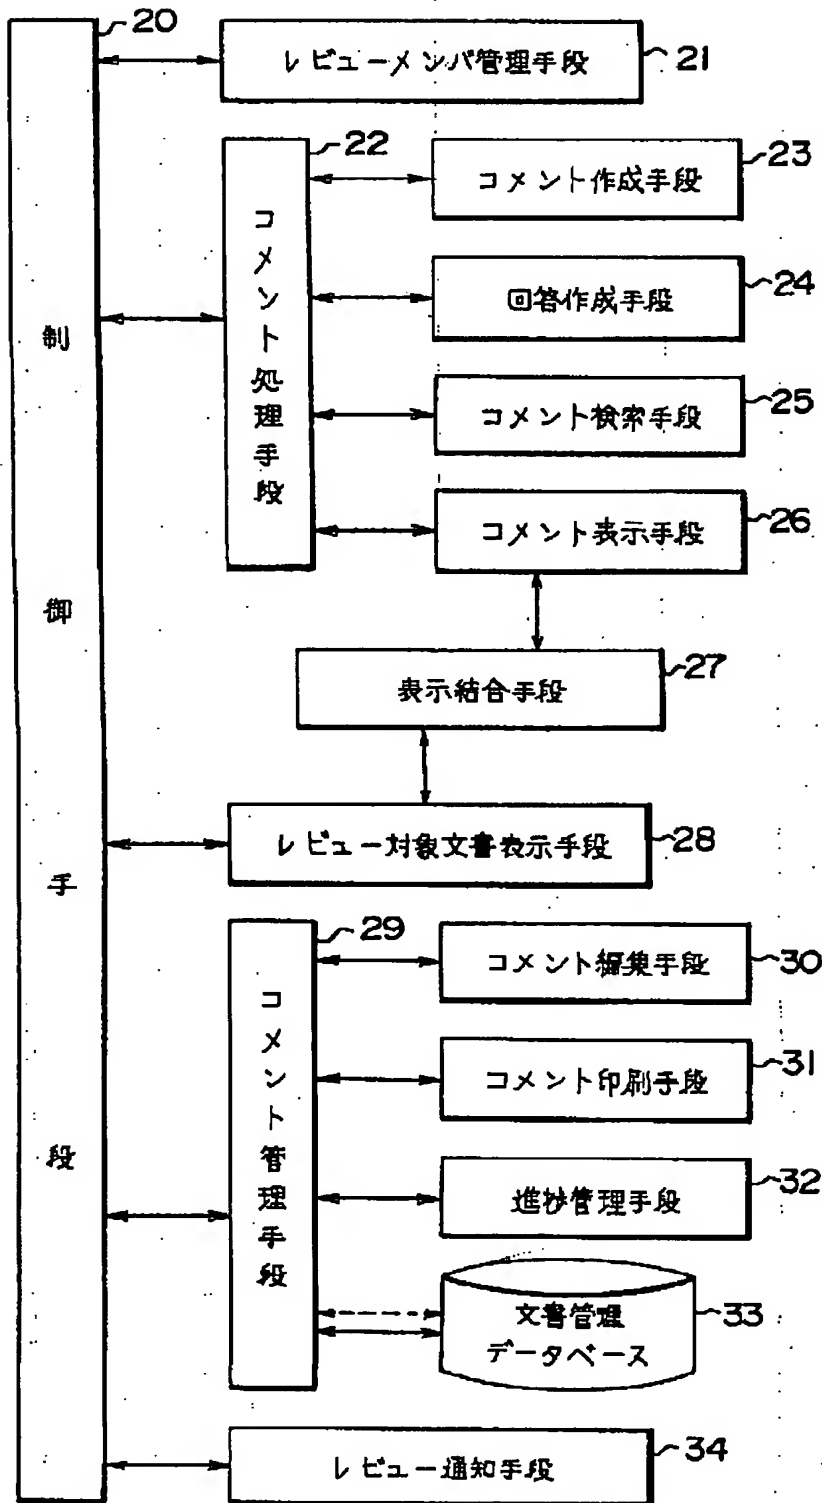 20
レビューメンバ管理手段
21
22
コメント作成手段
23
コメント処理手段
回答作成手段
24
制御手段
コメント検索手段
25
コメント表示手段
26
表示結合手段
27
レビュー対象文書表示手段
28
29
コメント編集手段
30
コメント管理手段
コメント印刷手段
31
進捗管理手段
32
文書管理
データベース
33
レビュー通知手段
34